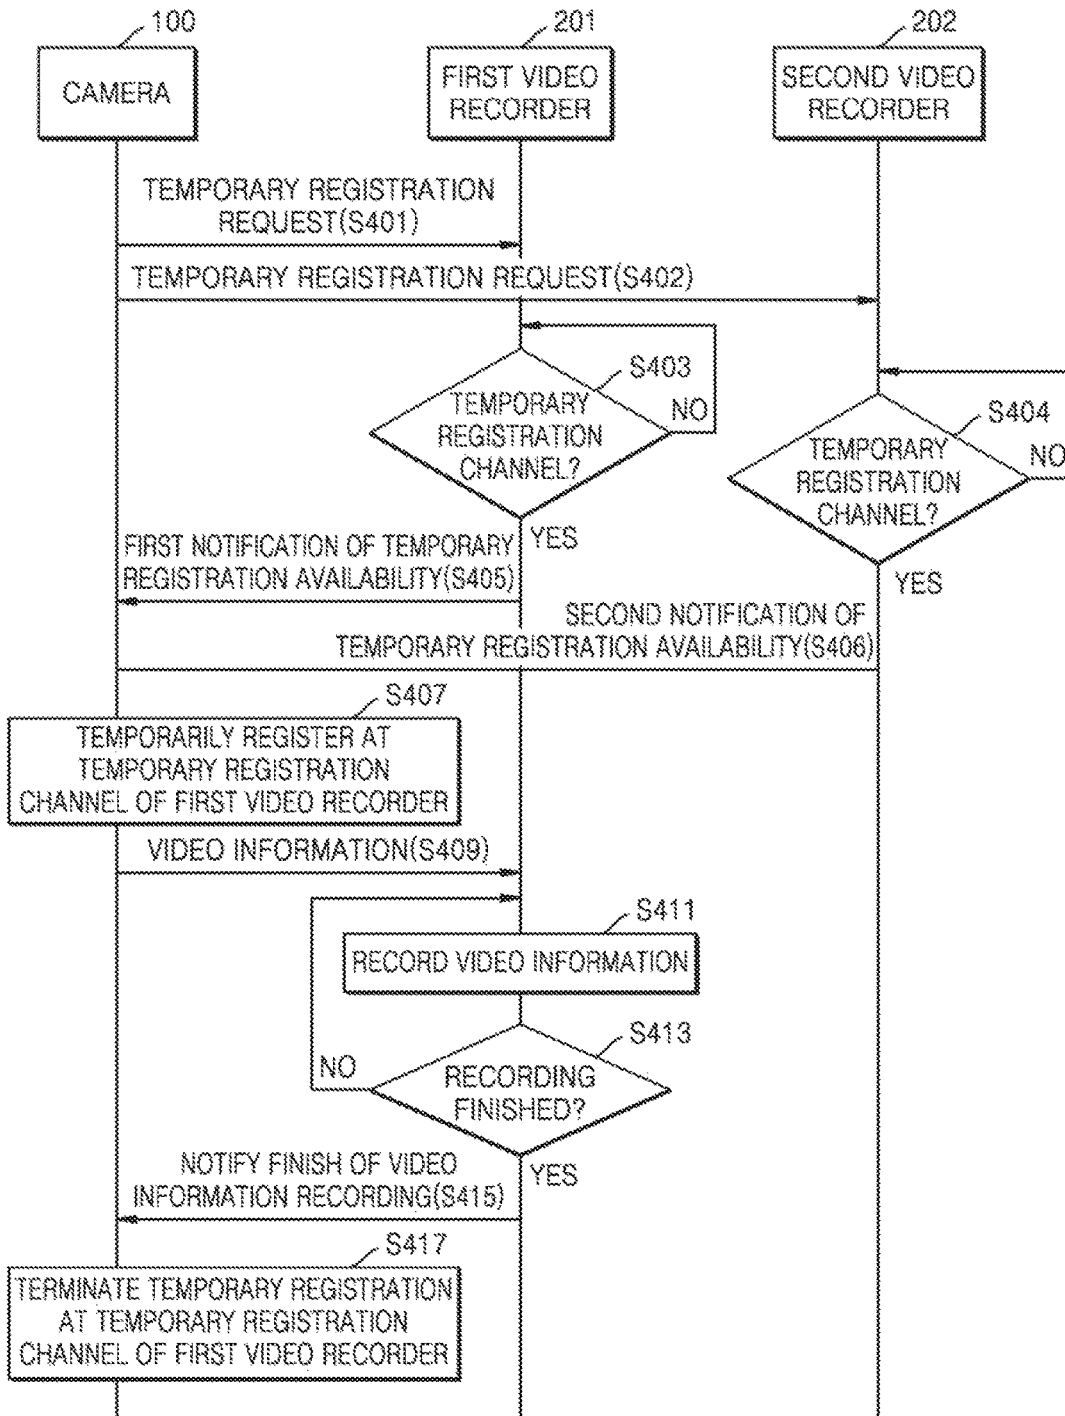 100
201
202
CAMERA
FIRST VIDEO
RECORDER
SECOND VIDEO
RECORDER
TEMPORARY REGISTRATION
REQUEST(S401)
TEMPORARY REGISTRATION REQUEST(S402)
S403
TEMPORARY
REGISTRATION
CHANNEL?
NO
S404
TEMPORARY
REGISTRATION
CHANNEL?
NO
YES
YES
FIRST NOTIFICATION OF TEMPORARY
REGISTRATION AVAILABILITY(S405)
SECOND NOTIFICATION OF
TEMPORARY REGISTRATION AVAILABILITY(S406)
S407
TEMPORARILY REGISTER AT
TEMPORARY REGISTRATION
CHANNEL OF FIRST VIDEO RECORDER
VIDEO INFORMATION(S409)
S411
RECORD VIDEO INFORMATION
S413
NO
RECORDING
FINISHED?
YES
NOTIFY FINISH OF VIDEO
INFORMATION RECORDING(S415)
S417
TERMINATE TEMPORARY REGISTRATION
AT TEMPORARY REGISTRATION
CHANNEL OF FIRST VIDEO RECORDER